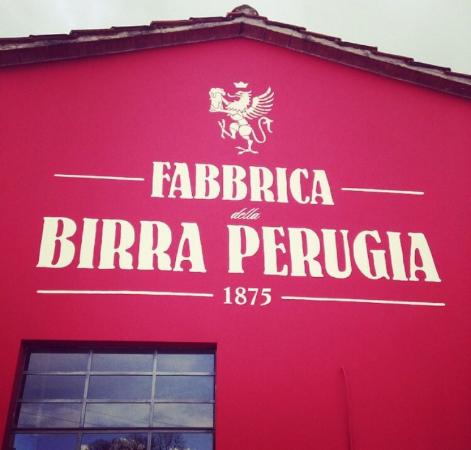 FABBRICA
della
BIRRA PERUGIA
1875